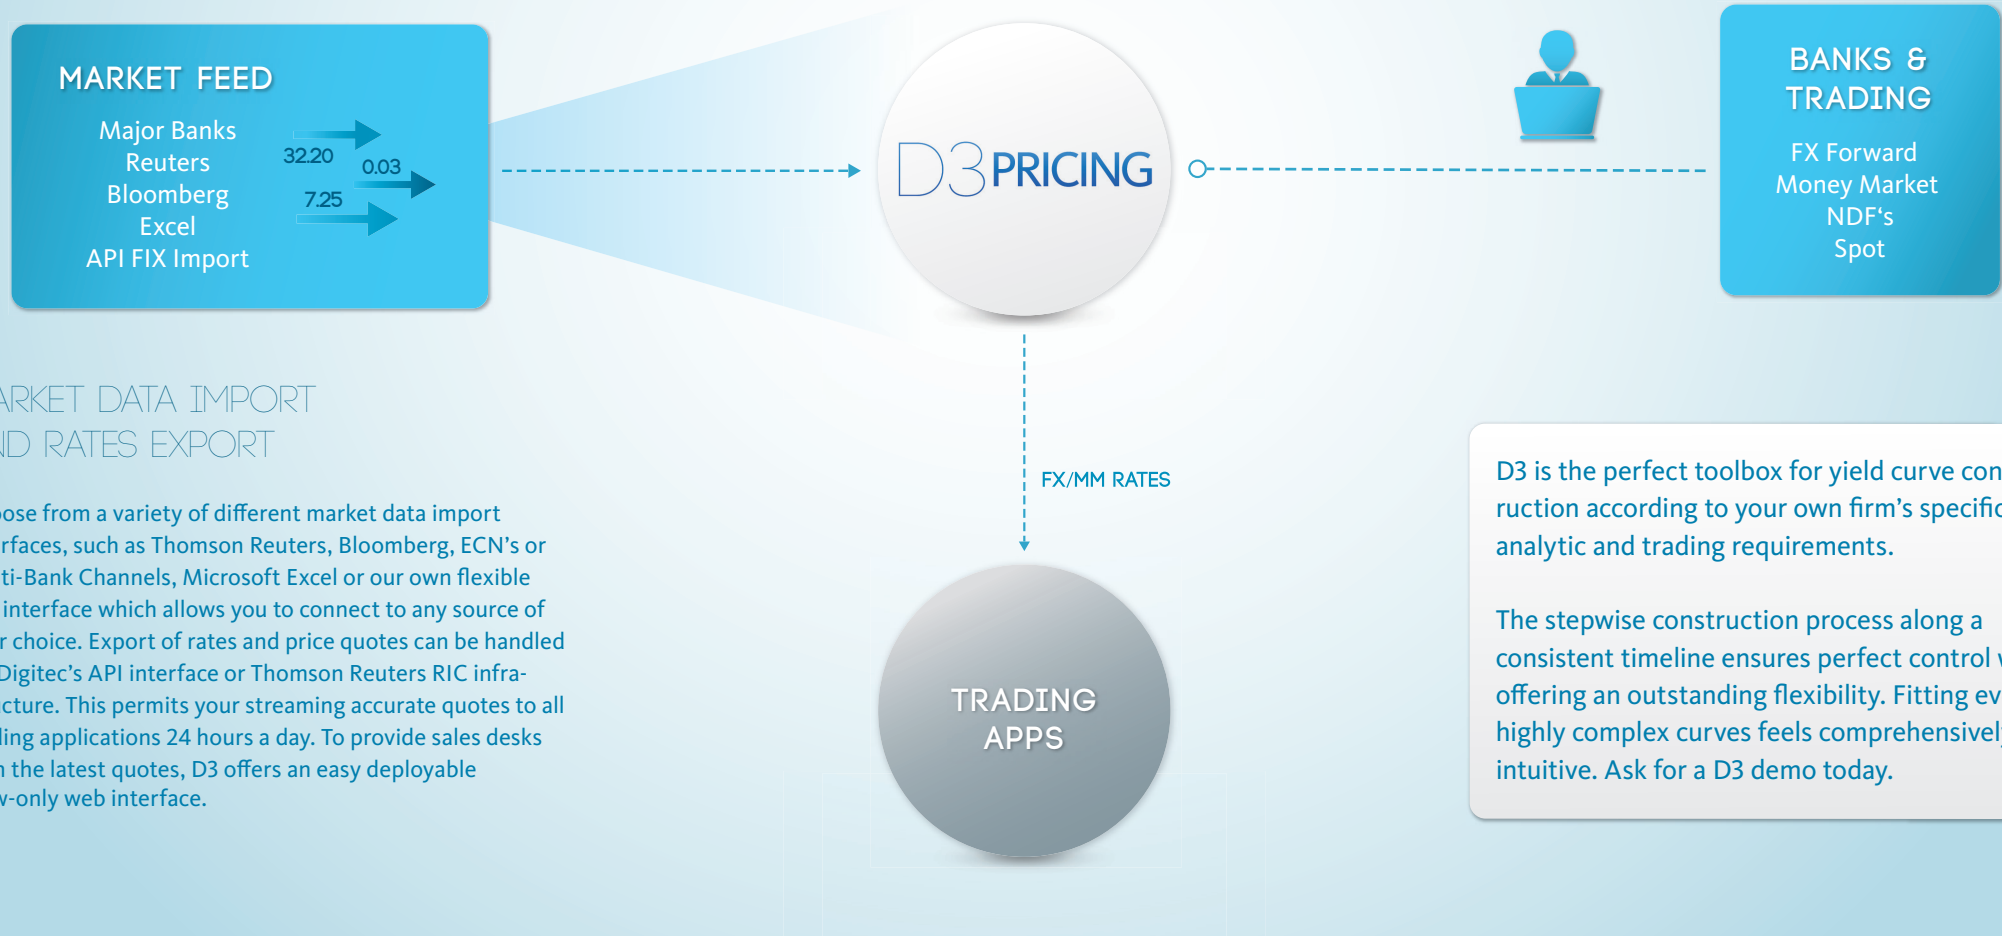 MARKET FEED
Major Banks
Reuters
Bloomberg
Excel
API FIX Import
32.20
0.03
7.25
D3 PRICING
BANKS &
TRADING
FX Forward
Money Market
NDF‘s
Spot
ARKET DATA IMPORT
ND RATES EXPORT
ose from a variety of different market data import
rfaces, such as Thomson Reuters, Bloomberg, ECN’s or
ti-Bank Channels, Microsoft Excel or our own flexible
interface which allows you to connect to any source of
r choice. Export of rates and price quotes can be handled
Digitec’s API interface or Thomson Reuters RIC infra-
cture. This permits your streaming accurate quotes to all
ling applications 24 hours a day. To provide sales desks
the latest quotes, D3 offers an easy deployable
w-only web interface.
FX/MM RATES
TRADING
APPS
D3 is the perfect toolbox for yield curve con
ruction according to your own firm’s specific
analytic and trading requirements.
The stepwise construction process along a
consistent timeline ensures perfect control
offering an outstanding flexibility. Fitting ev
highly complex curves feels comprehensively
intuitive. Ask for a D3 demo today.